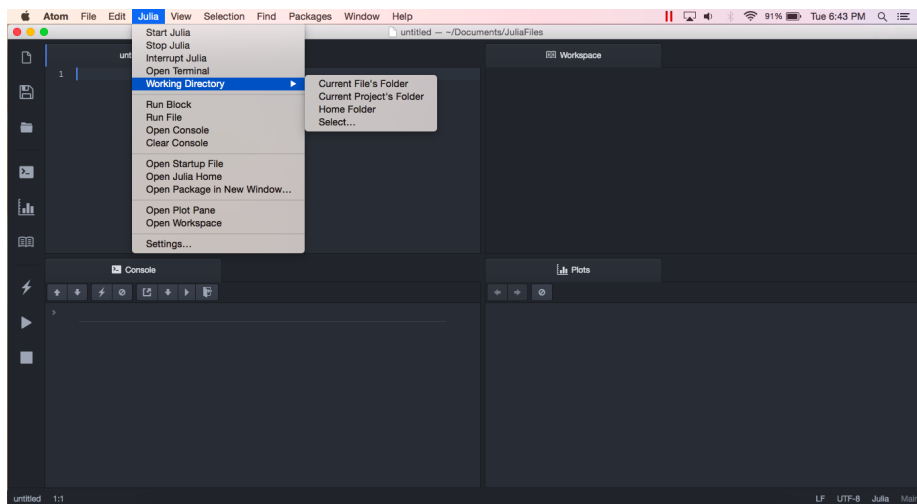 Atom File Edit Julia View Selection Find Packages Window Help 91% Tue 6:43 PM
untitled — ~/Documents/JuliaFiles
unt
Workspace
1
Start Julia
Stop Julia
Interrupt Julia
Open Terminal
Working Directory
Run Block
Run File
Open Console
Clear Console
Open Startup File
Open Julia Home
Open Package in New Window...
Open Plot Pane
Open Workspace
Settings...
Current File's Folder
Current Project's Folder
Home Folder
Select...
Console
Plots
>
untitled 1:1 LF UTF-8 Julia Main